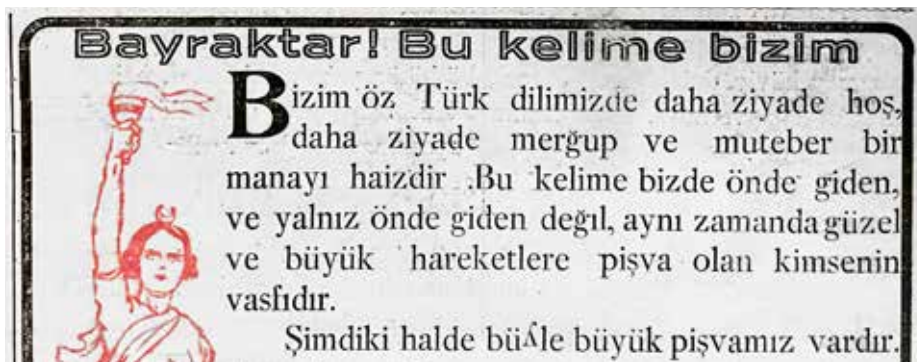 Bayraktar! Bu kelime bizim
Bizim öz Türk dilimizde daha ziyade hoş,
daha ziyade merğup ve muteber bir
manayı haizdir .Bu kelime bizde önde giden,
ve yalnız önde giden değıl, aynı zamanda güzel
ve büyük hareketlere pişva olan kimsenin
vasfıdır.
Şimdiki halde büʎle büyük pişvamız vardır.